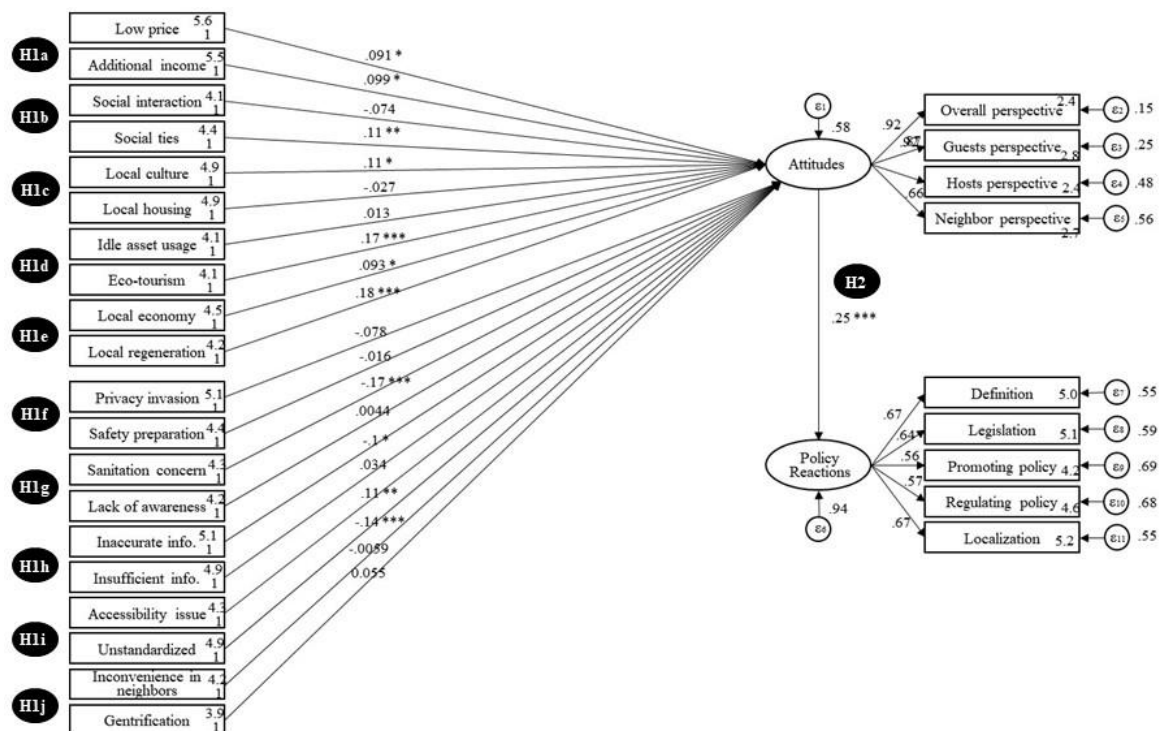 H1a
Low price 5.6
1
Additional income 5.5
1
H1b
Social interaction 4.1
1
Social ties 4.4
1
H1c
Local culture 4.9
1
Local housing 4.9
1
H1d
Idle asset usage 4.1
1
Eco-tourism 4.1
1
H1e
Local economy 4.5
1
Local regeneration 4.2
1
H1f
Privacy invasion 5.1
1
Safety preparation 4.4
1
H1g
Sanitation concern 4.3
1
Lack of awareness 4.2
1
H1h
Inaccurate info. 5.1
1
Insufficient info. 4.9
1
H1i
Accessibility issue 4.3
1
Unstandardized 4.9
1
H1j
Inconvenience in 4.2
neighbors 1
Gentrification 3.9
1
.091 *
.099 *
-.074
.11 **
.11 *
-.027
.013
.17 ***
.093 *
.18 ***
-.078
-.016
-.17 ***
.0044
-.1 *
.034
.11 **
-.14 ***
-.0059
0.055
ε1
.58
Attitudes
.92
.66
Overall perspective 2.4
ε2 .15
Guests perspective 2.8
ε3 .25
Hosts perspective 2.4
ε4 .48
Neighbor perspective 2.7
ε5 .56
H2
.25 ***
Policy
Reactions
.94
ε6
.67
.64
.56
.57
.67
Definition 5.0
ε7 .55
Legislation 5.1
ε8 .59
Promoting policy 4.2
ε9 .69
Regulating policy 4.6
ε10 .68
Localization 5.2
ε11 .55